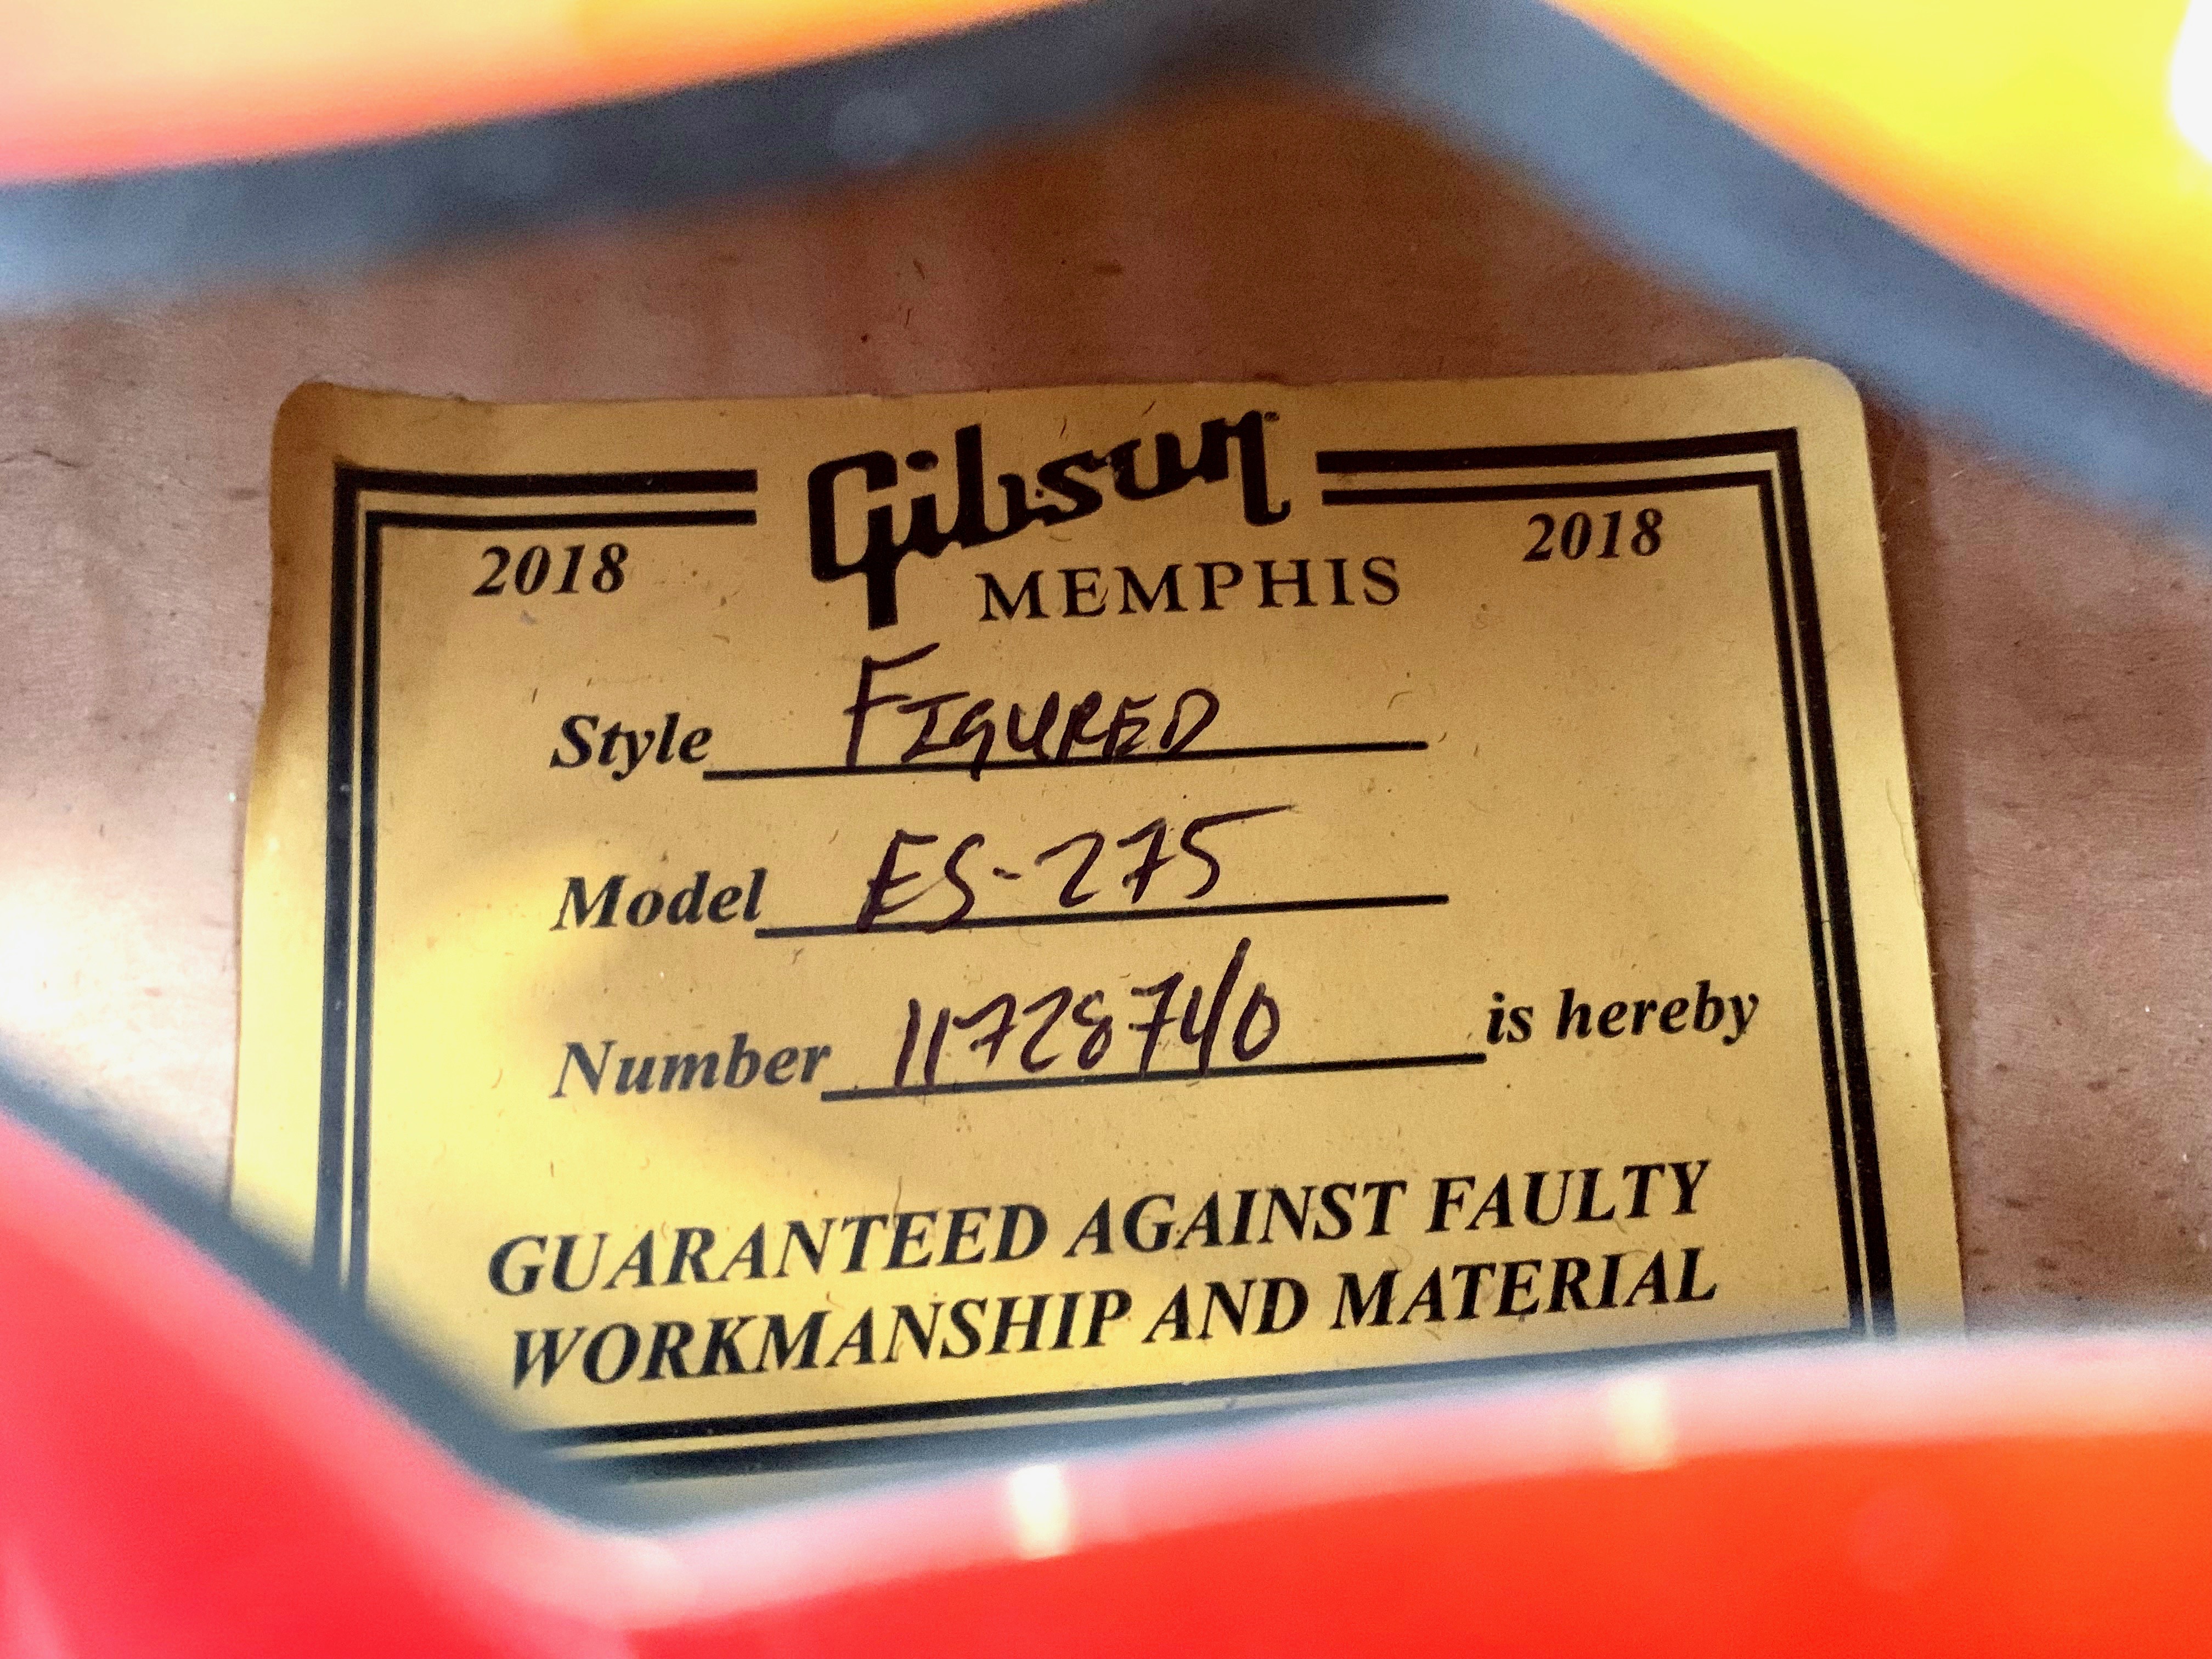 Gibson
2018 MEMPHIS 2018
Style FIGURED
Model ES-275
Number 11728740 is hereby
GUARANTEED AGAINST FAULTY
WORKMANSHIP AND MATERIAL